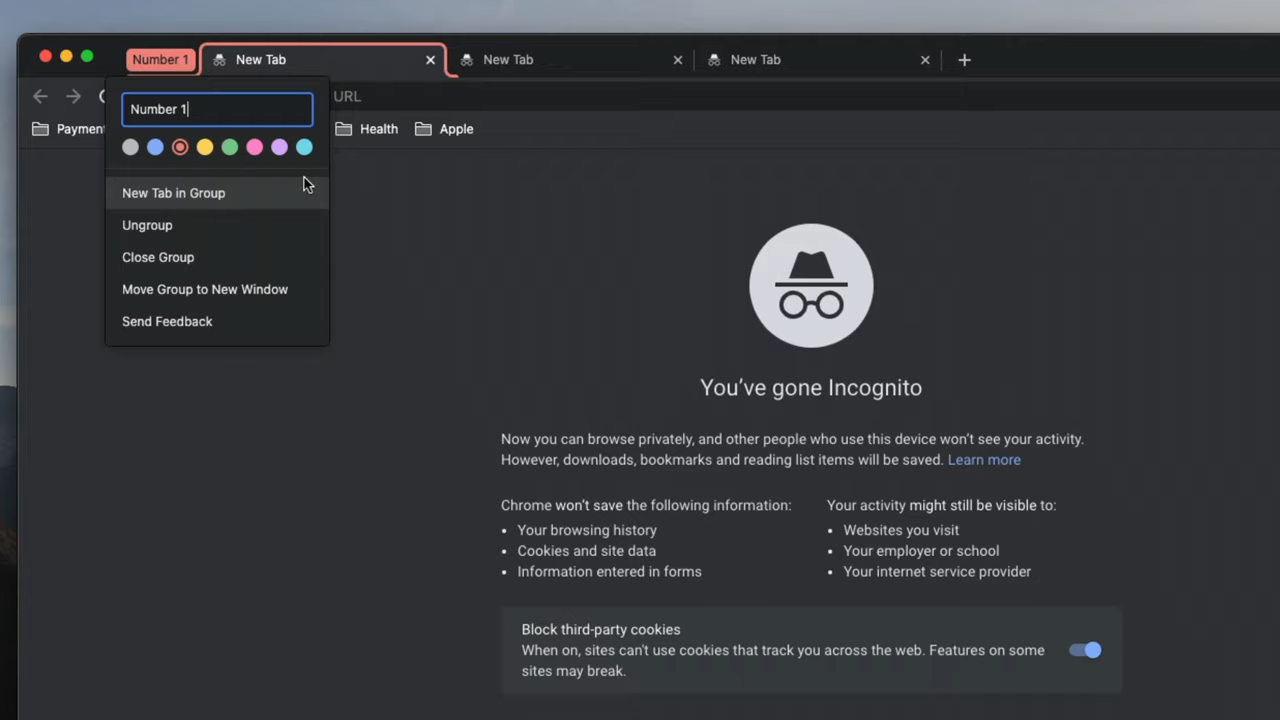 Number 1
New Tab
New Tab
New Tab
Number 1
URL
Paymen
Health
Apple
New Tab in Group
Ungroup
Close Group
Move Group to New Window
Send Feedback
You've gone Incognito
Now you can browse privately, and other people who use this device won't see your activity.
However, downloads, bookmarks and reading list items will be saved. Learn more
Chrome won't save the following information:
• Your browsing history
• Cookies and site data
• Information entered in forms
Your activity might still be visible to:
• Websites you visit
• Your employer or school
• Your internet service provider
Block third-party cookies
When on, sites can't use cookies that track you across the web. Features on some
sites may break.